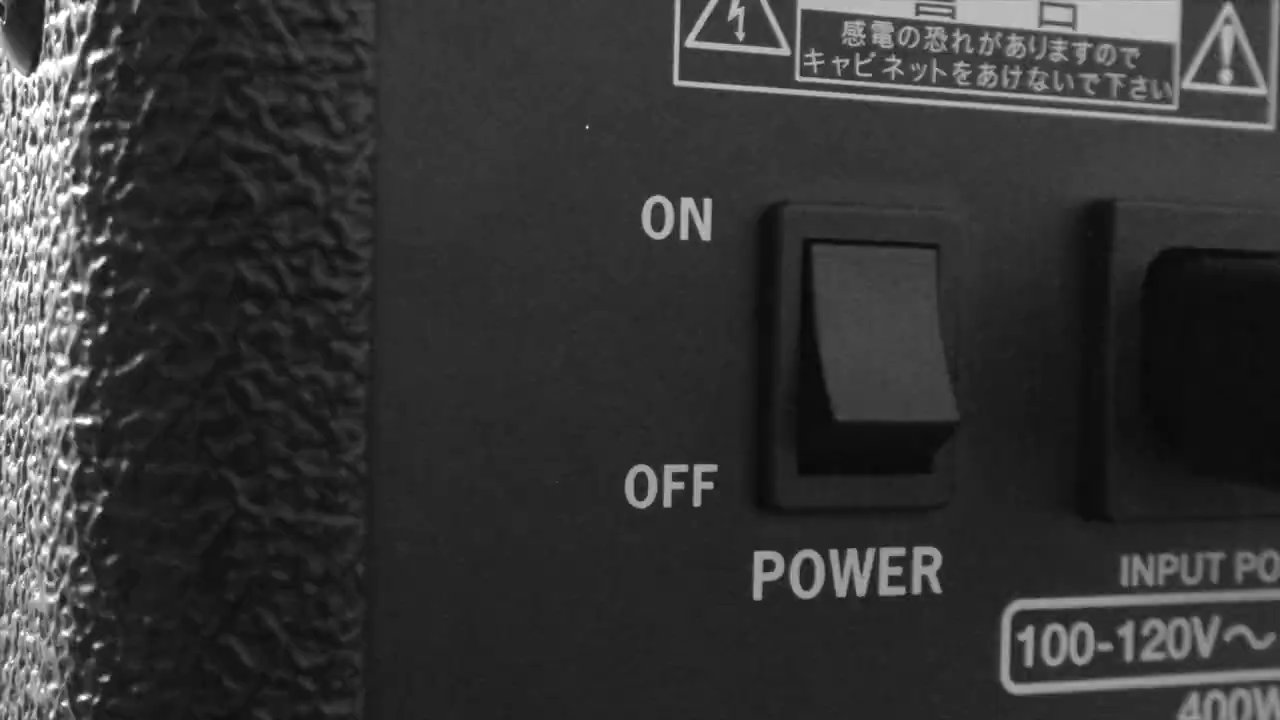 感電の恐れがありますので
キャビネットをあけないで下さい
ON
OFF
POWER
INPUT
100-120V～
400W